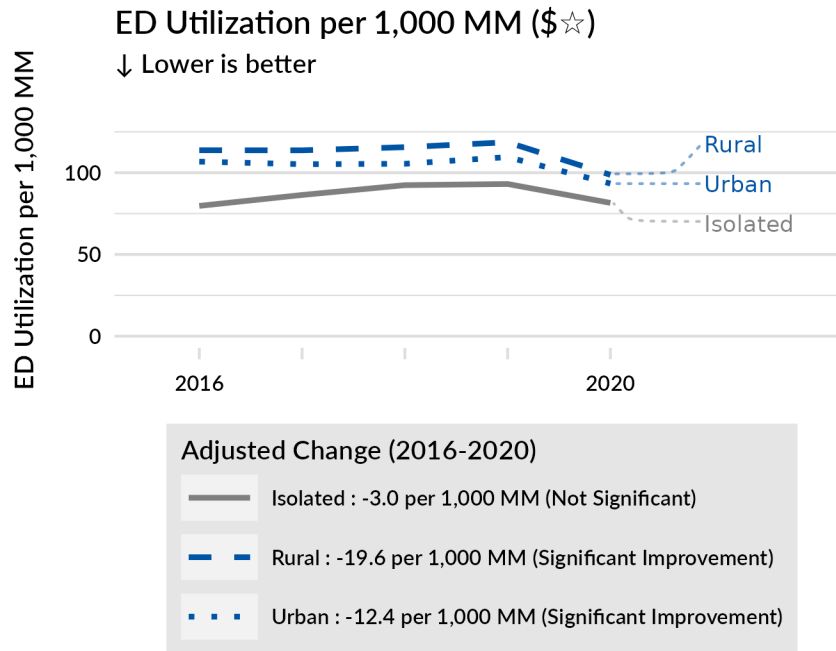 ED Utilization per 1,000 MM ($☆)
↓ Lower is better
ED Utilization per 1,000 MM
100
50
0
Rural
Urban
Isolated
2016
2020
Adjusted Change (2016-2020)
Isolated : -3.0 per 1,000 MM (Not Significant)
Rural : -19.6 per 1,000 MM (Significant Improvement)
Urban : -12.4 per 1,000 MM (Significant Improvement)